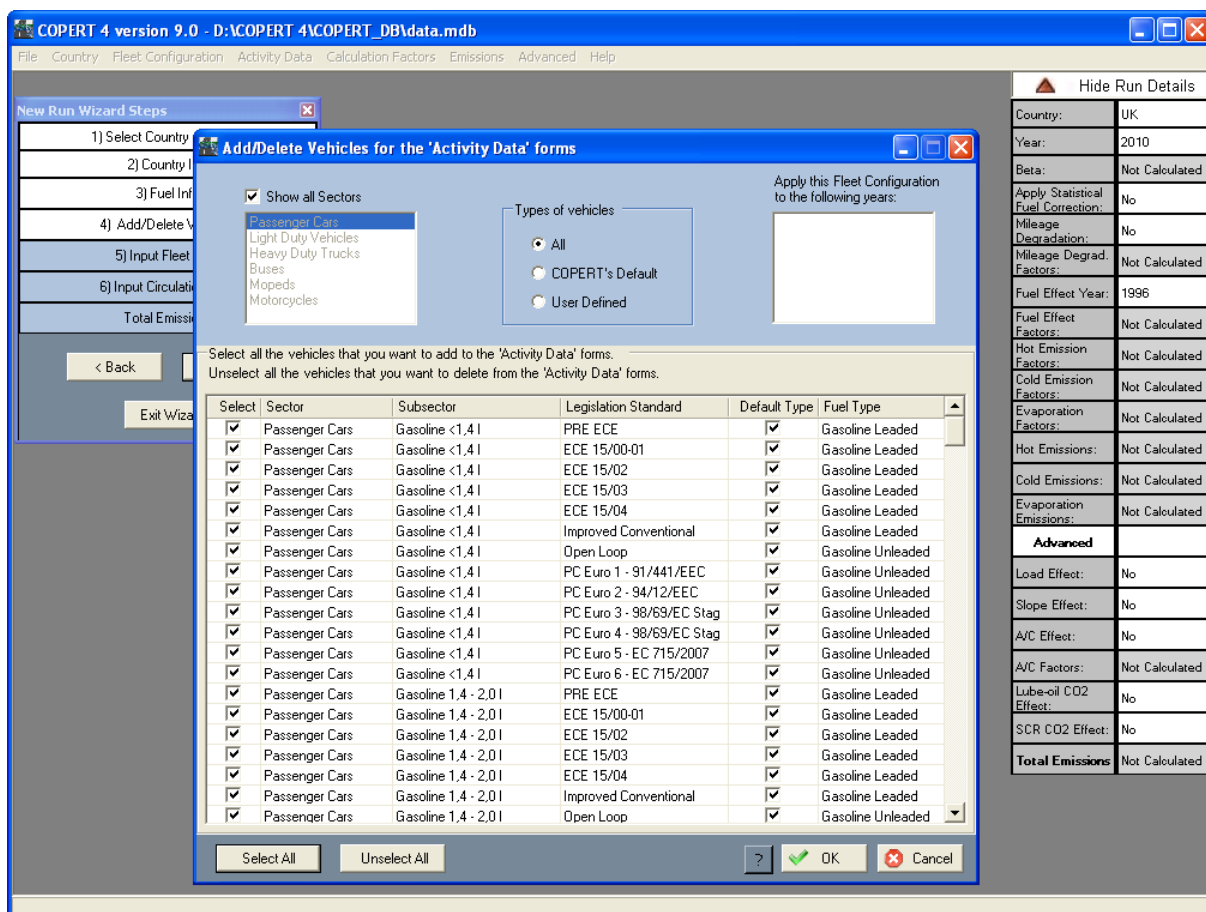 COPERT 4 version 9.0 - D:\COPERT 4\COPERT_DB\data.mdb
File Country Fleet Configuration Activity Data Calculation Factors Emissions Advanced Help
New Run Wizard Steps
1) Select Country
2) Country I
3) Fuel Inf
4) Add/Delete V
5) Input Fleet
6) Input Circulati
Total Emissi
< Back
Exit Wiza
Add/Delete Vehicles for the 'Activity Data' forms
Show all Sectors
Passenger Cars
Light Duty Vehicles
Heavy Duty Trucks
Buses
Mopeds
Motorcycles
Types of vehicles
All
COPERT's Default
User Defined
Apply this Fleet Configuration
to the following years:
Select all the vehicles that you want to add to the 'Activity Data' forms.
Unselect all the vehicles that you want to delete from the 'Activity Data' forms.
Select Sector Subsector Legislation Standard Default Type Fuel Type
Passenger Cars Gasoline <1,4 l PRE ECE Gasoline Leaded
Passenger Cars Gasoline <1,4 l ECE 15/00-01 Gasoline Leaded
Passenger Cars Gasoline <1,4 l ECE 15/02 Gasoline Leaded
Passenger Cars Gasoline <1,4 l ECE 15/03 Gasoline Leaded
Passenger Cars Gasoline <1,4 l ECE 15/04 Gasoline Leaded
Passenger Cars Gasoline <1,4 l Improved Conventional Gasoline Leaded
Passenger Cars Gasoline <1,4 l Open Loop Gasoline Unleaded
Passenger Cars Gasoline <1,4 l PC Euro 1 - 91/441/EEC Gasoline Unleaded
Passenger Cars Gasoline <1,4 l PC Euro 2 - 94/12/EEC Gasoline Unleaded
Passenger Cars Gasoline <1,4 l PC Euro 3 - 98/69/EC Stag Gasoline Unleaded
Passenger Cars Gasoline <1,4 l PC Euro 4 - 98/69/EC Stag Gasoline Unleaded
Passenger Cars Gasoline <1,4 l PC Euro 5 - EC 715/2007 Gasoline Unleaded
Passenger Cars Gasoline <1,4 l PC Euro 6 - EC 715/2007 Gasoline Unleaded
Passenger Cars Gasoline 1,4 - 2,0 l PRE ECE Gasoline Leaded
Passenger Cars Gasoline 1,4 - 2,0 l ECE 15/00-01 Gasoline Leaded
Passenger Cars Gasoline 1,4 - 2,0 l ECE 15/02 Gasoline Leaded
Passenger Cars Gasoline 1,4 - 2,0 l ECE 15/03 Gasoline Leaded
Passenger Cars Gasoline 1,4 - 2,0 l ECE 15/04 Gasoline Leaded
Passenger Cars Gasoline 1,4 - 2,0 l Improved Conventional Gasoline Leaded
Passenger Cars Gasoline 1,4 - 2,0 l Open Loop Gasoline Unleaded
Select All Unselect All ? OK Cancel
Hide Run Details
Country: UK
Year: 2010
Beta: Not Calculated
Apply Statistical
Fuel Correction: No
Mileage
Degradation: No
Mileage Degrad.
Factors: Not Calculated
Fuel Effect Year: 1996
Fuel Effect
Factors: Not Calculated
Hot Emission
Factors: Not Calculated
Cold Emission
Factors: Not Calculated
Evaporation
Factors: Not Calculated
Hot Emissions: Not Calculated
Cold Emissions: Not Calculated
Evaporation
Emissions: Not Calculated
Advanced
Load Effect: No
Slope Effect: No
A/C Effect: No
A/C Factors: Not Calculated
Lube-oil CO2
Effect: No
SCR CO2 Effect: No
Total Emissions Not Calculated